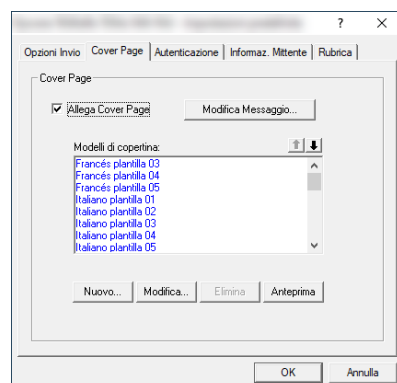 ?
Opzioni Invio Cover Page Autenticazione Informaz. Mittente Rubrica
Cover Page
Allega Cover Page Modifica Messaggio...
Modelli di copertina:
Francés plantilla 03
Francés plantilla 04
Francés plantilla 05
Italiano plantilla 01
Italiano plantilla 02
Italiano plantilla 03
Italiano plantilla 04
Italiano plantilla 05
Nuovo... Modifica... Elimina Anteprima
OK Annulla